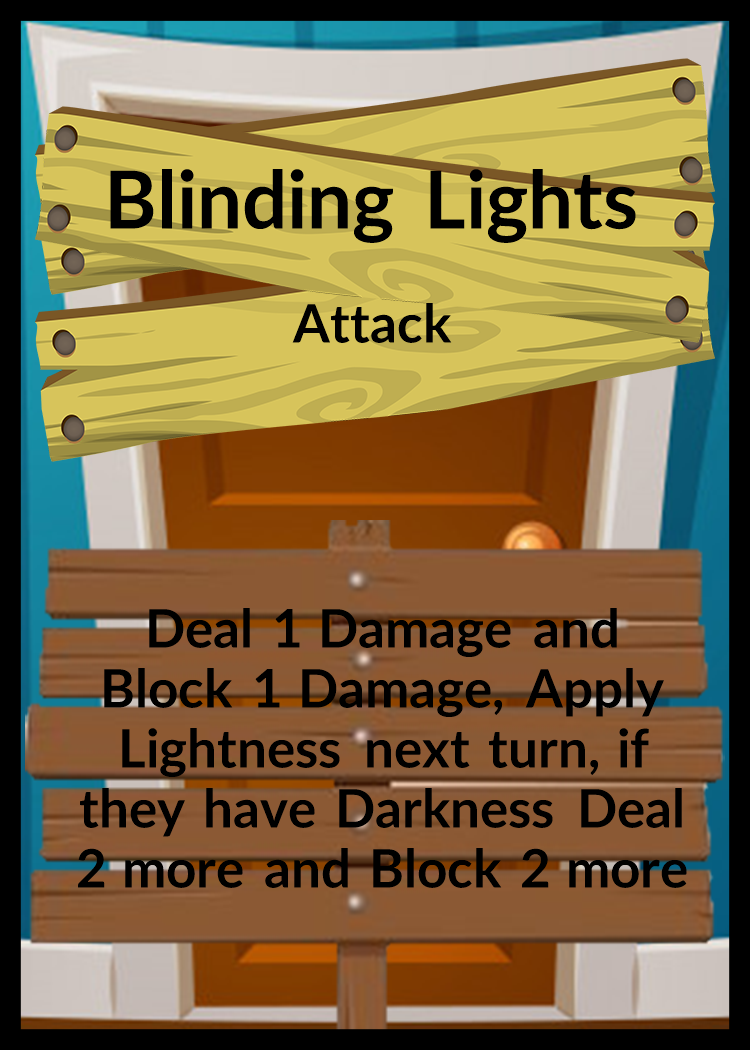 Blinding Lights
Attack
Deal 1 Damage and
Block 1 Damage, Apply
Lightness next turn, if
they have Darkness Deal
2 more and Block 2 more